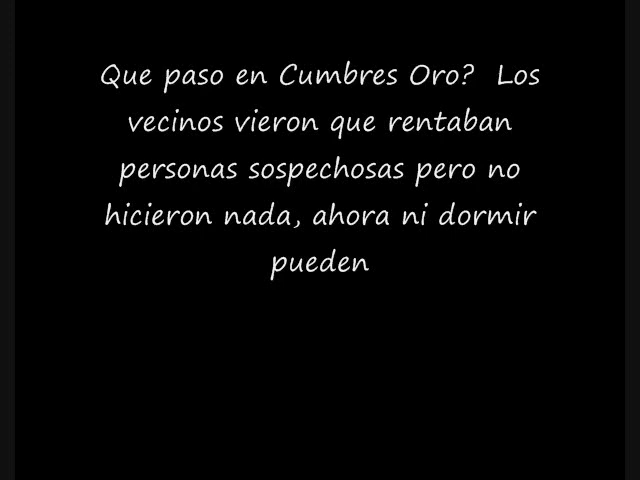 Que paso en Cumbres Oro?  Los
vecinos vieron que rentaban
personas sospechosas pero no
hicieron nada, ahora ni dormir
pueden